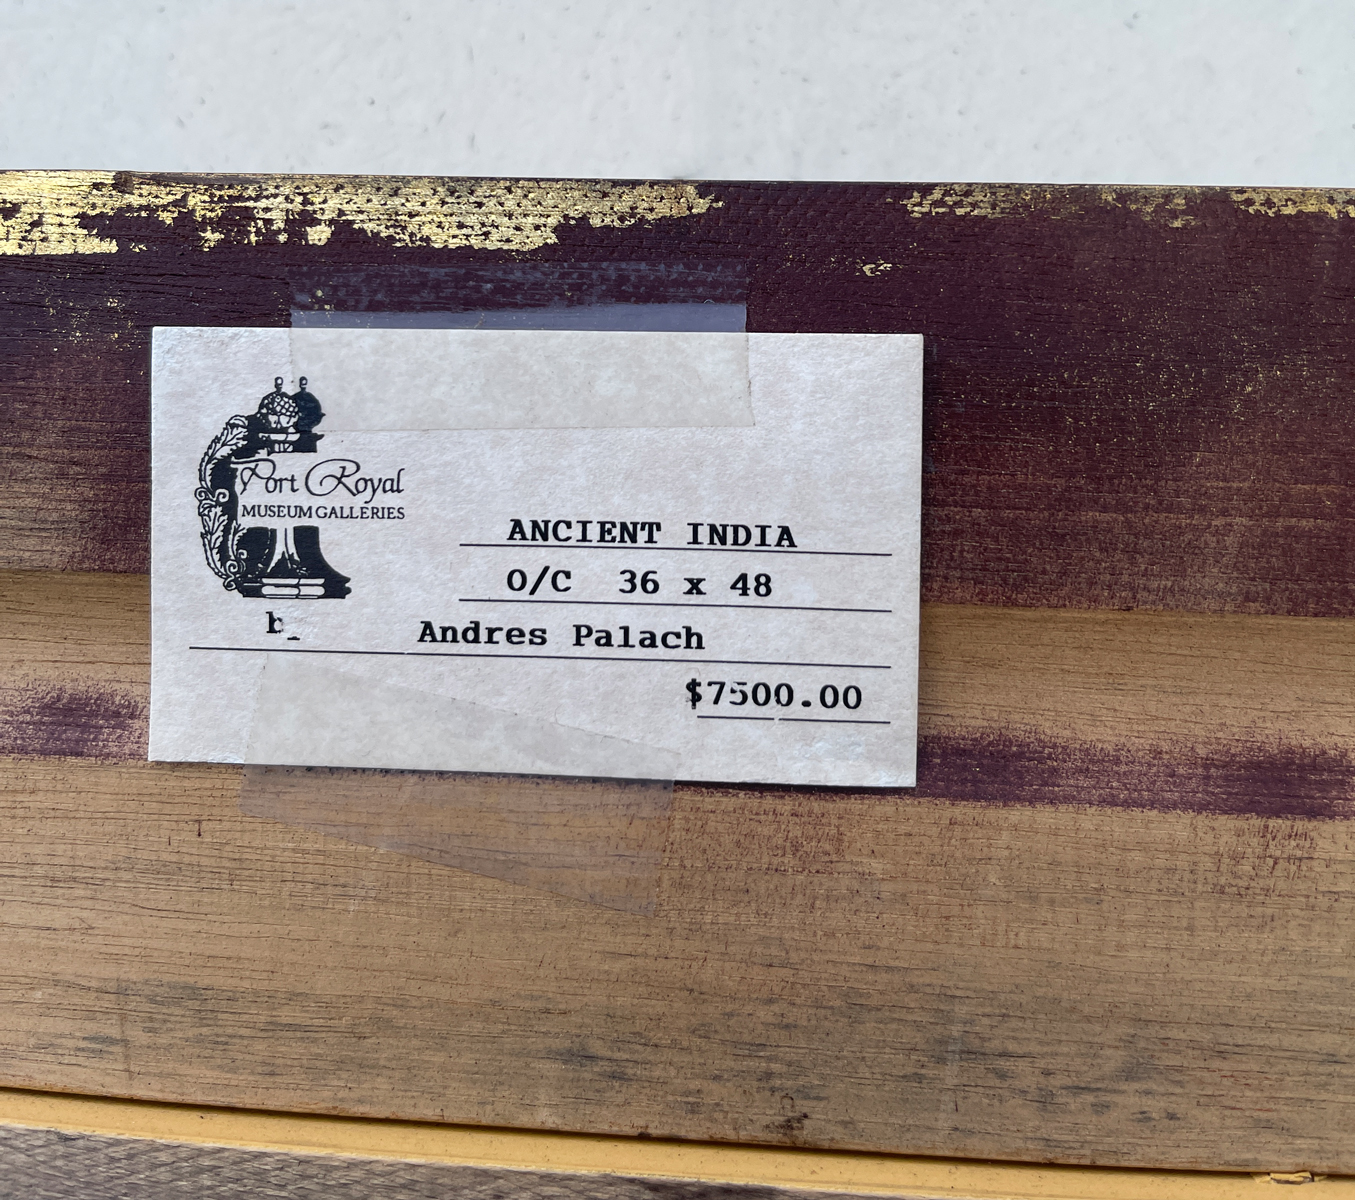 Port Royal
MUSEUM GALLERIES
ANCIENT INDIA
O/C 36 x 48
Andres Palach
$7500.00